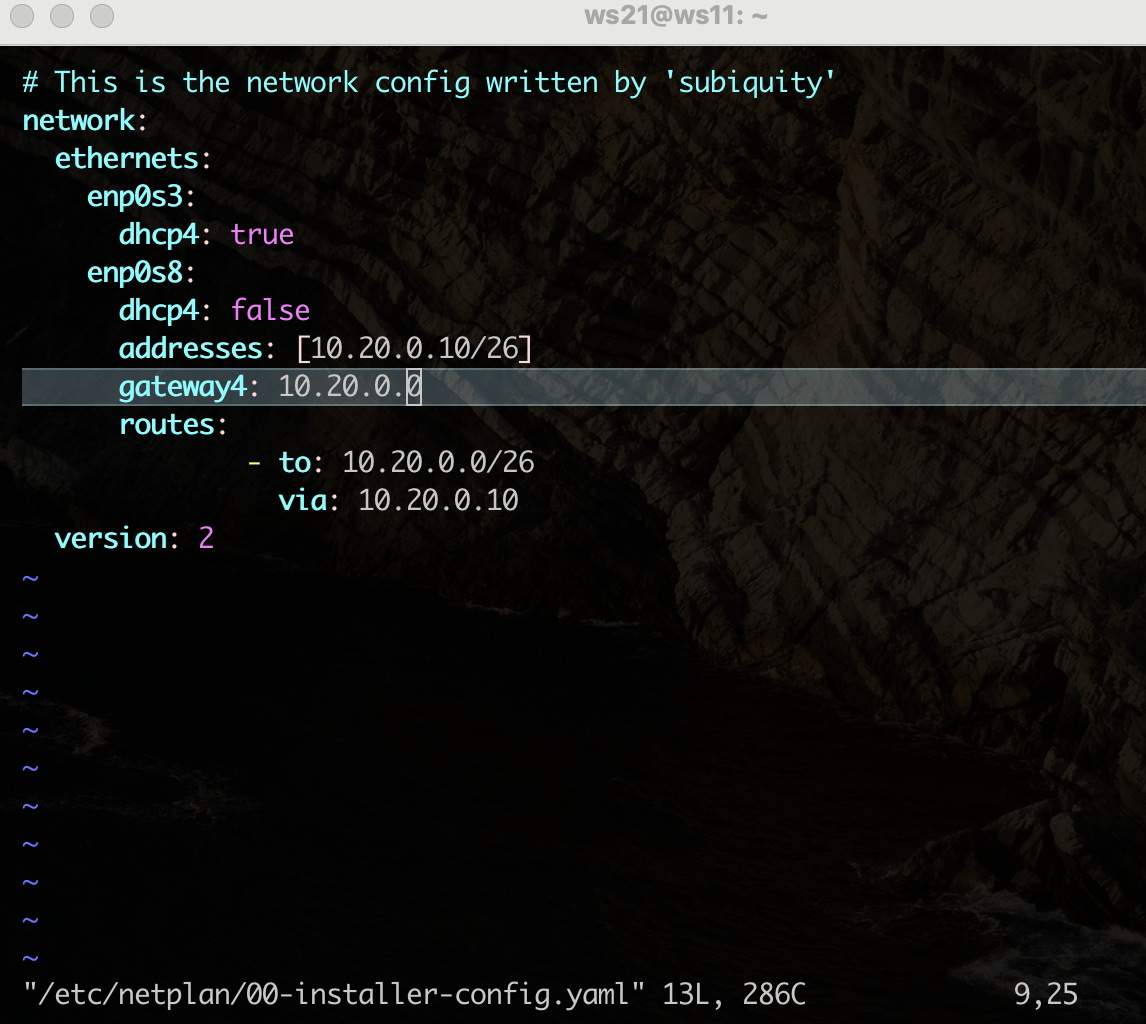 ws21@ws11: ~
# This is the network config written by 'subiquity'
network:
  ethernets:
    enp0s3:
      dhcp4: true
    enp0s8:
      dhcp4: false
      addresses: [10.20.0.10/26]
      gateway4: 10.20.0.0
      routes:
              - to: 10.20.0.0/26
                via: 10.20.0.10
  version: 2
~
~
~
~
~
~
~
~
~
~
~
"/etc/netplan/00-installer-config.yaml" 13L, 286C 9,25